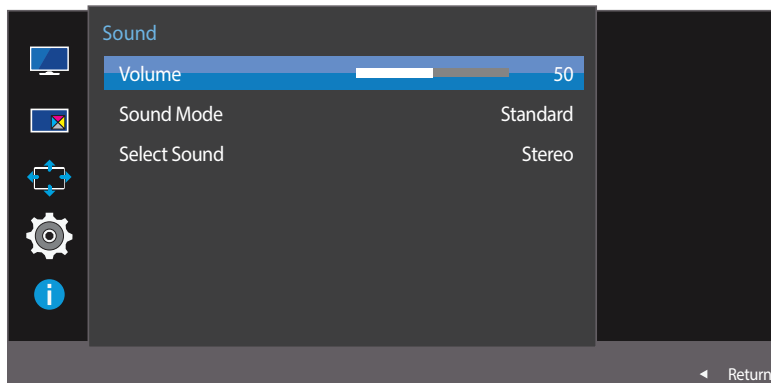 Sound
Volume 50
Sound Mode Standard
Select Sound Stereo
i
Return